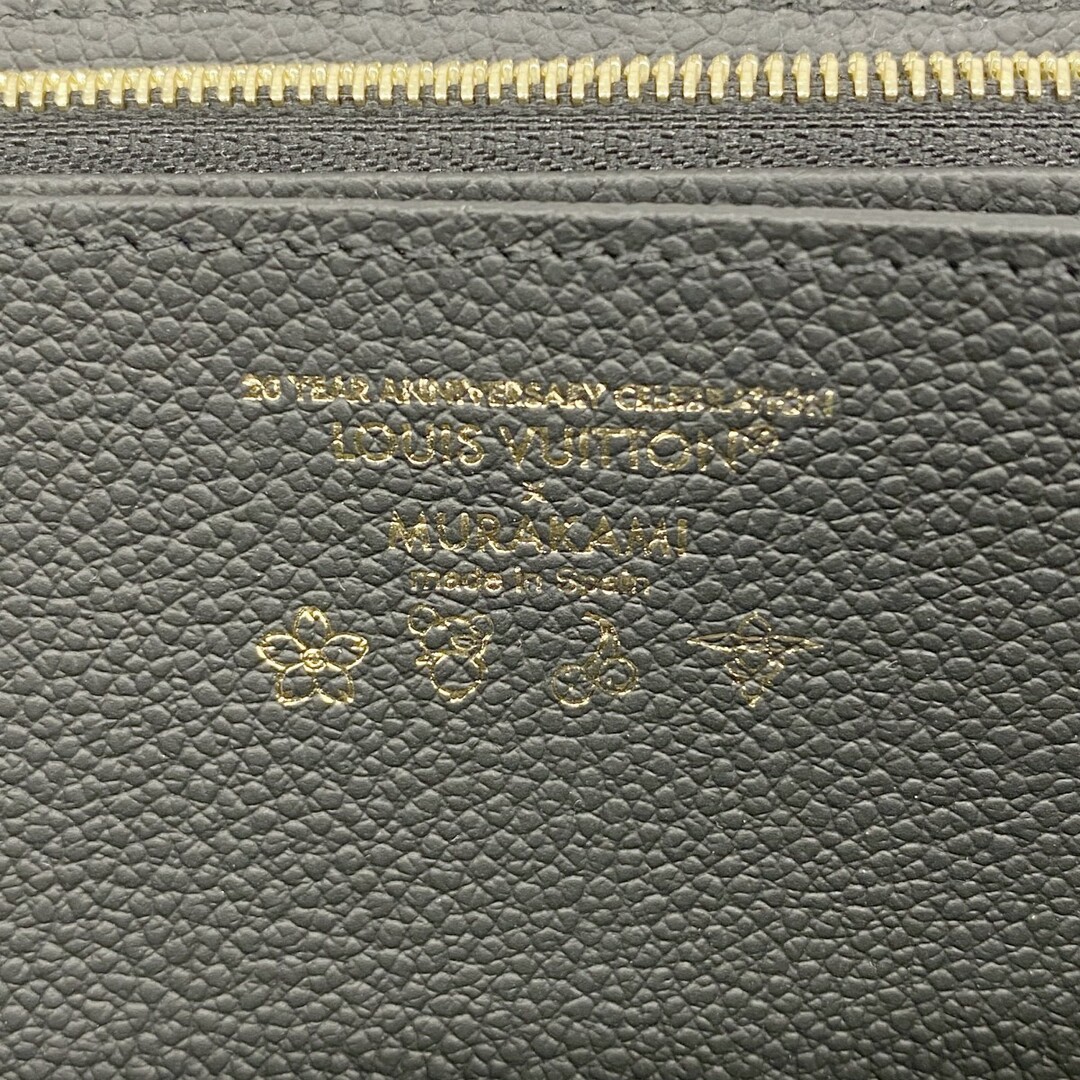 20 YEAR ANNIVERSARY CELEBRATION
LOUIS VUITTON®
x
MURAKAMI
made in Spain